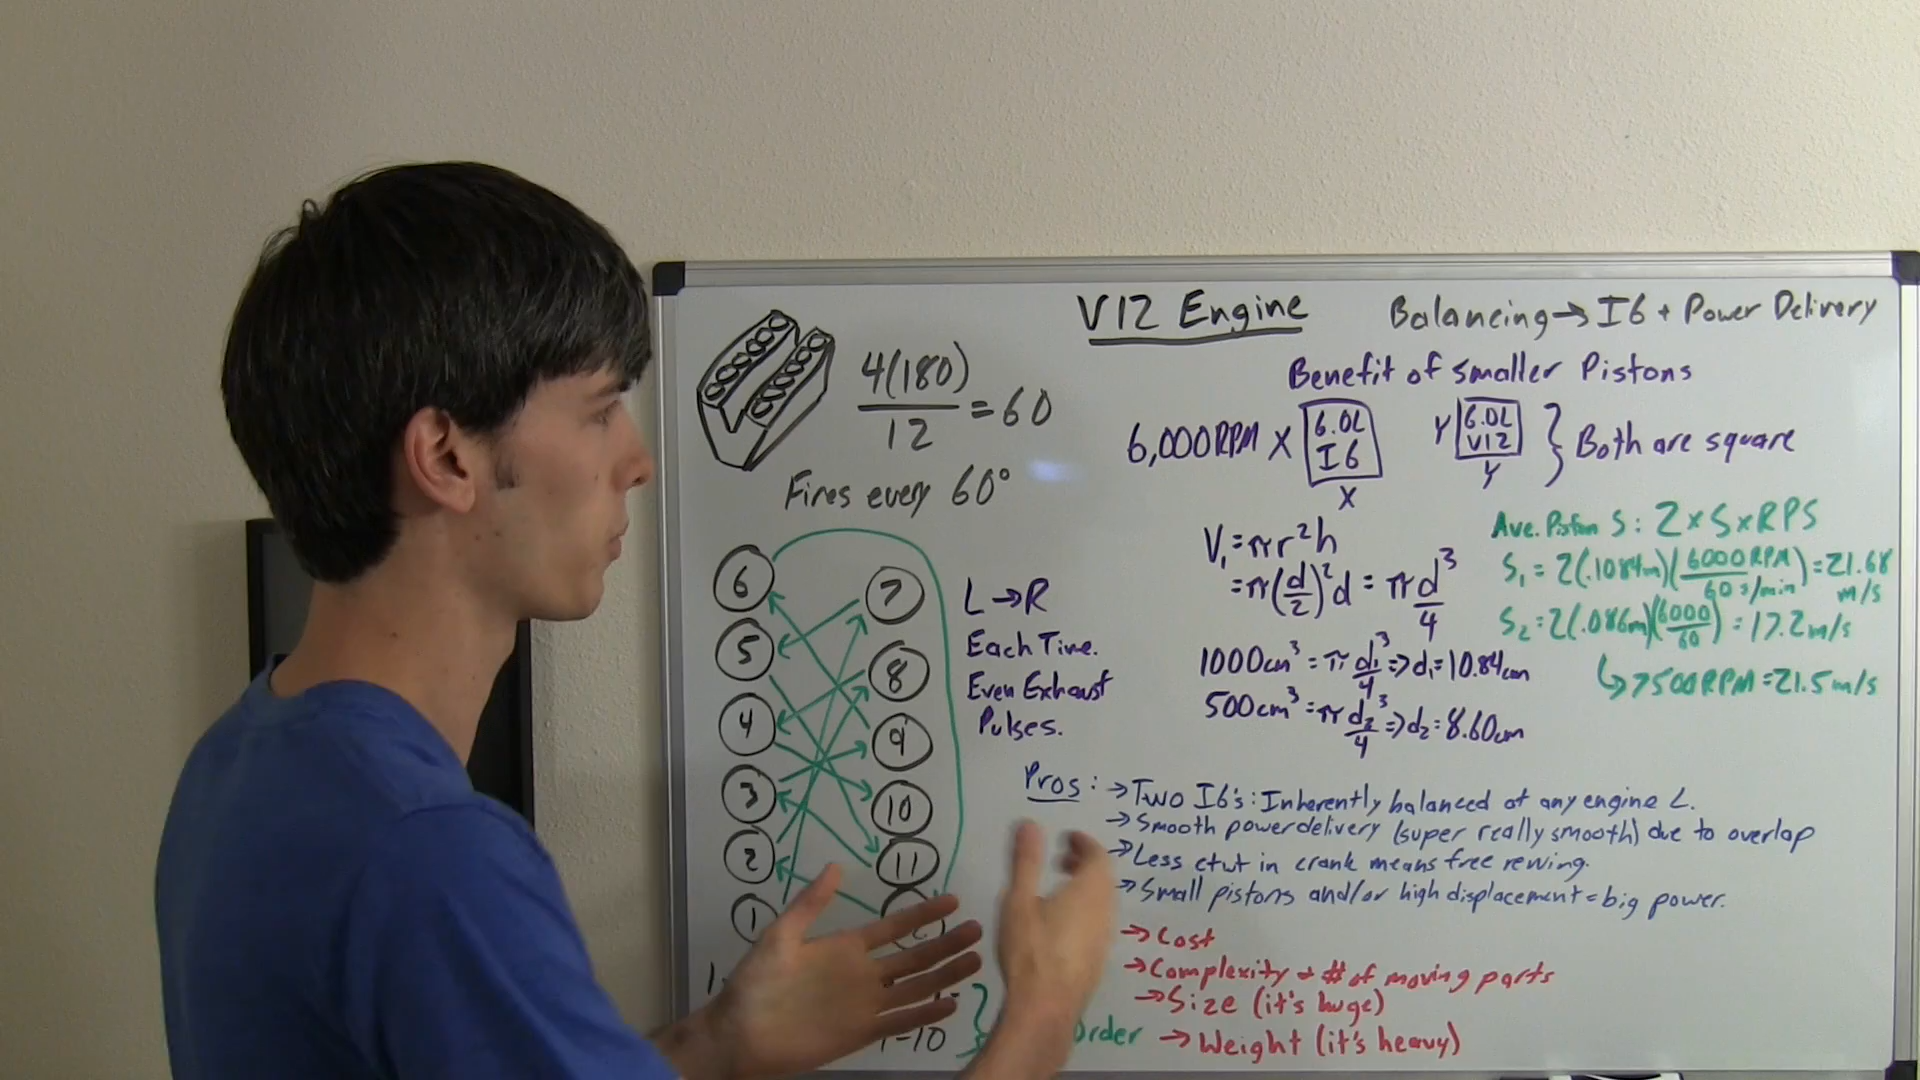 V12 Engine
Balancing → I6 + Power Delivery
4(180)
12
= 60
Fires every 60°
6
5
4
3
2
1
7
8
9
10
11
L → R
Each Time.
Even Exhaust
Pulses.
-10
Order
Benefit of smaller Pistons
6,000 RPM X
6.0L
I6
X
Y
6.0L
V12
Y
} Both are square
V₁ = πr²h
= π(d/2)²d = πd³/4
1000cm³ = πd₁³/4 ⇒ d₁ = 10.84cm
500cm³ = πd₂³/4 ⇒ d₂ = 8.60cm
Ave. Piston S: 2 x S x RPS
S₁ = 2(.1084m)(6000 RPM/60 s/min) = 21.68 m/s
S₂ = 2(.086m)(6000/60) = 17.2 m/s
↳ 7500 RPM = 21.5 m/s
Pros: → Two I6's: Inherently balanced at any engine L.
→ Smooth power delivery (super really smooth) due to overlap
→ Less ctwt in crank means free revving.
→ Small pistons and/or high displacement = big power.
→ Cost
→ Complexity → # of moving parts
→ Size (it's huge)
→ Weight (it's heavy)